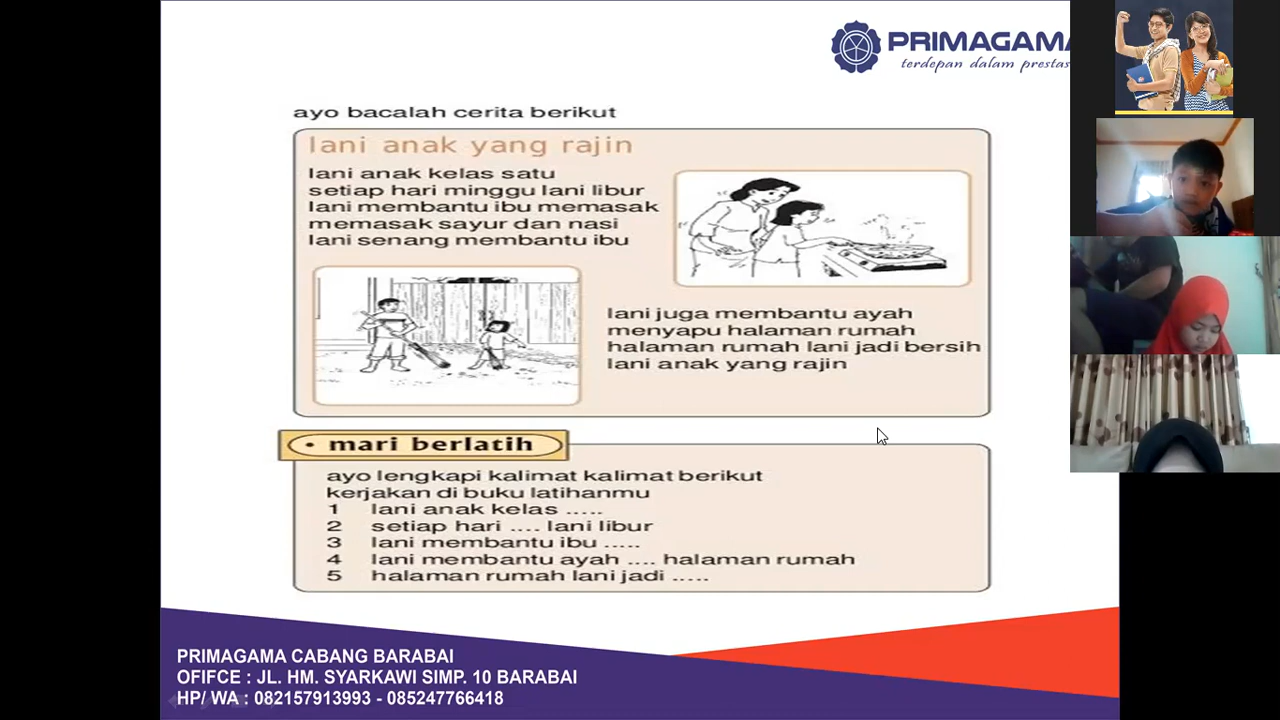 PRIMAGAMA
terdepan dalam prestas
ayo bacalah cerita berikut
lani anak yang rajin
lani anak kelas satu
setiap hari minggu lani libur
lani membantu ibu memasak
memasak sayur dan nasi
lani senang membantu ibu
lani juga membantu ayah
menyapu halaman rumah
halaman rumah lani jadi bersih
lani anak yang rajin
• mari berlatih
ayo lengkapi kalimat kalimat berikut
kerjakan di buku latihanmu
1 lani anak kelas .....
2 setiap hari .... lani libur
3 lani membantu ibu .....
4 lani membantu ayah .... halaman rumah
5 halaman rumah lani jadi .....
PRIMAGAMA CABANG BARABAI
OFIFCE : JL. HM. SYARKAWI SIMP. 10 BARABAI
HP/ WA : 082157913993 - 085247766418